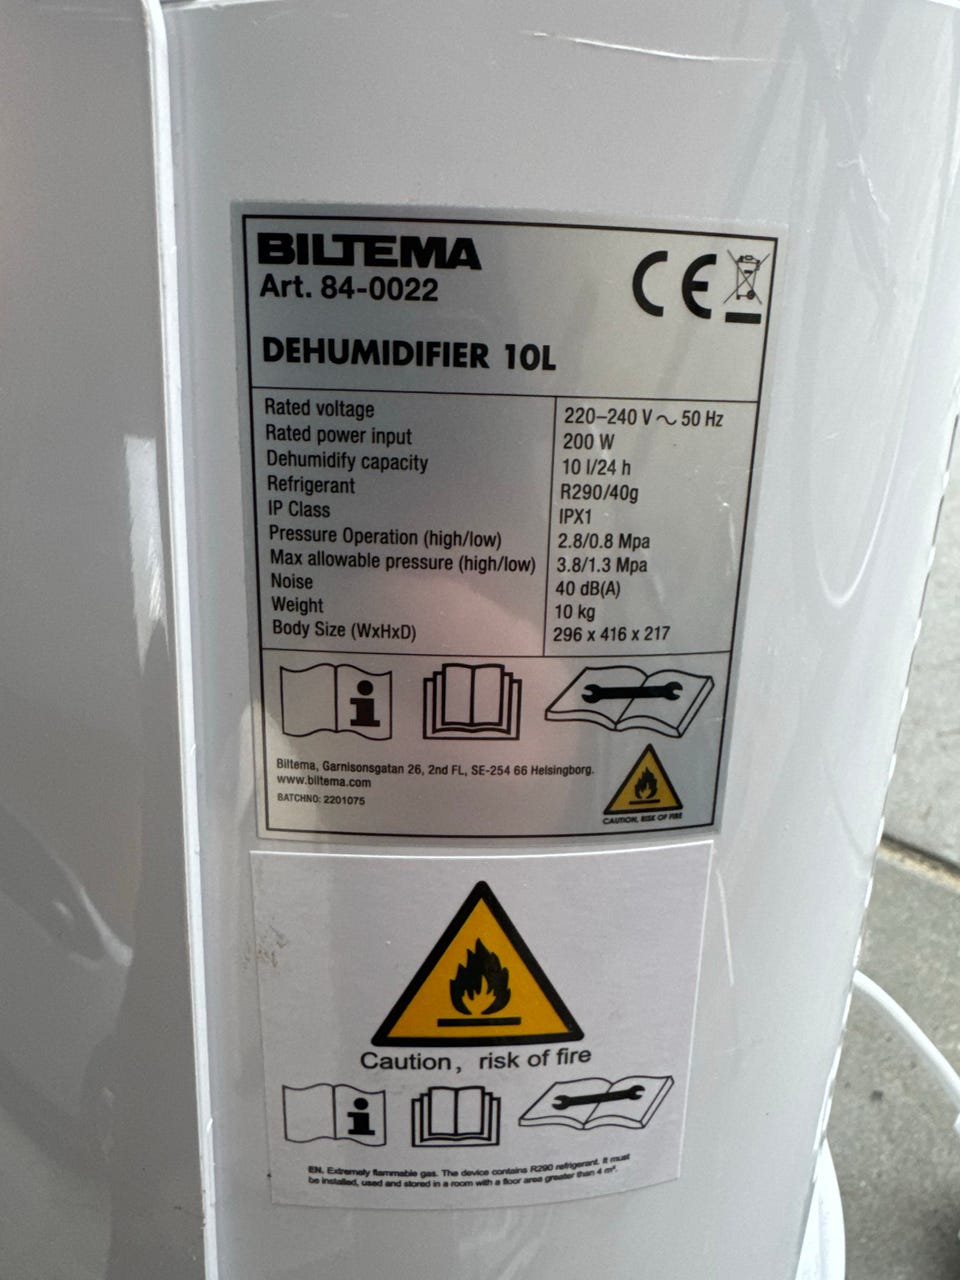 BILTEMA
Art. 84-0022
CE
DEHUMIDIFIER 10L
Rated voltage 220–240 V ~ 50 Hz
Rated power input 200 W
Dehumidify capacity 10 l/24 h
Refrigerant R290/40g
IP Class IPX1
Pressure Operation (high/low) 2.8/0.8 Mpa
Max allowable pressure (high/low) 3.8/1.3 Mpa
Noise 40 dB(A)
Weight 10 kg
Body Size (WxHxD) 296 x 416 x 217
Biltema, Garnisonsgatan 26, 2nd FL, SE-254 66 Helsingborg.
www.biltema.com
BATCHNO: 2201075
CAUTION, RISK OF FIRE
Caution, risk of fire
EN. Extremely flammable gas. The device contains R290 refrigerant. It must
be installed, used and stored in a room with a floor area greater than 4 m².